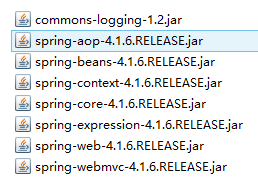 commons-logging-1.2.jar
spring-aop-4.1.6.RELEASE.jar
spring-beans-4.1.6.RELEASE.jar
spring-context-4.1.6.RELEASE.jar
spring-core-4.1.6.RELEASE.jar
spring-expression-4.1.6.RELEASE.jar
spring-web-4.1.6.RELEASE.jar
spring-webmvc-4.1.6.RELEASE.jar